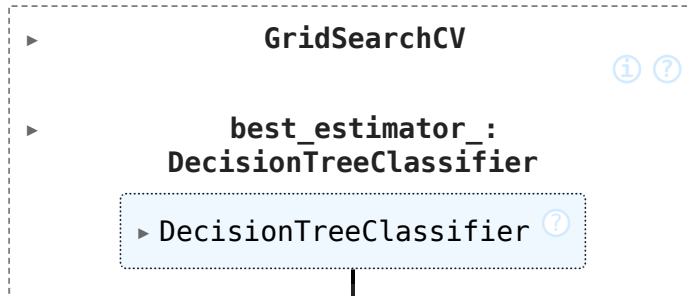 ▸ GridSearchCV
i ?
▸ best_estimator_:
DecisionTreeClassifier
▸ DecisionTreeClassifier ?